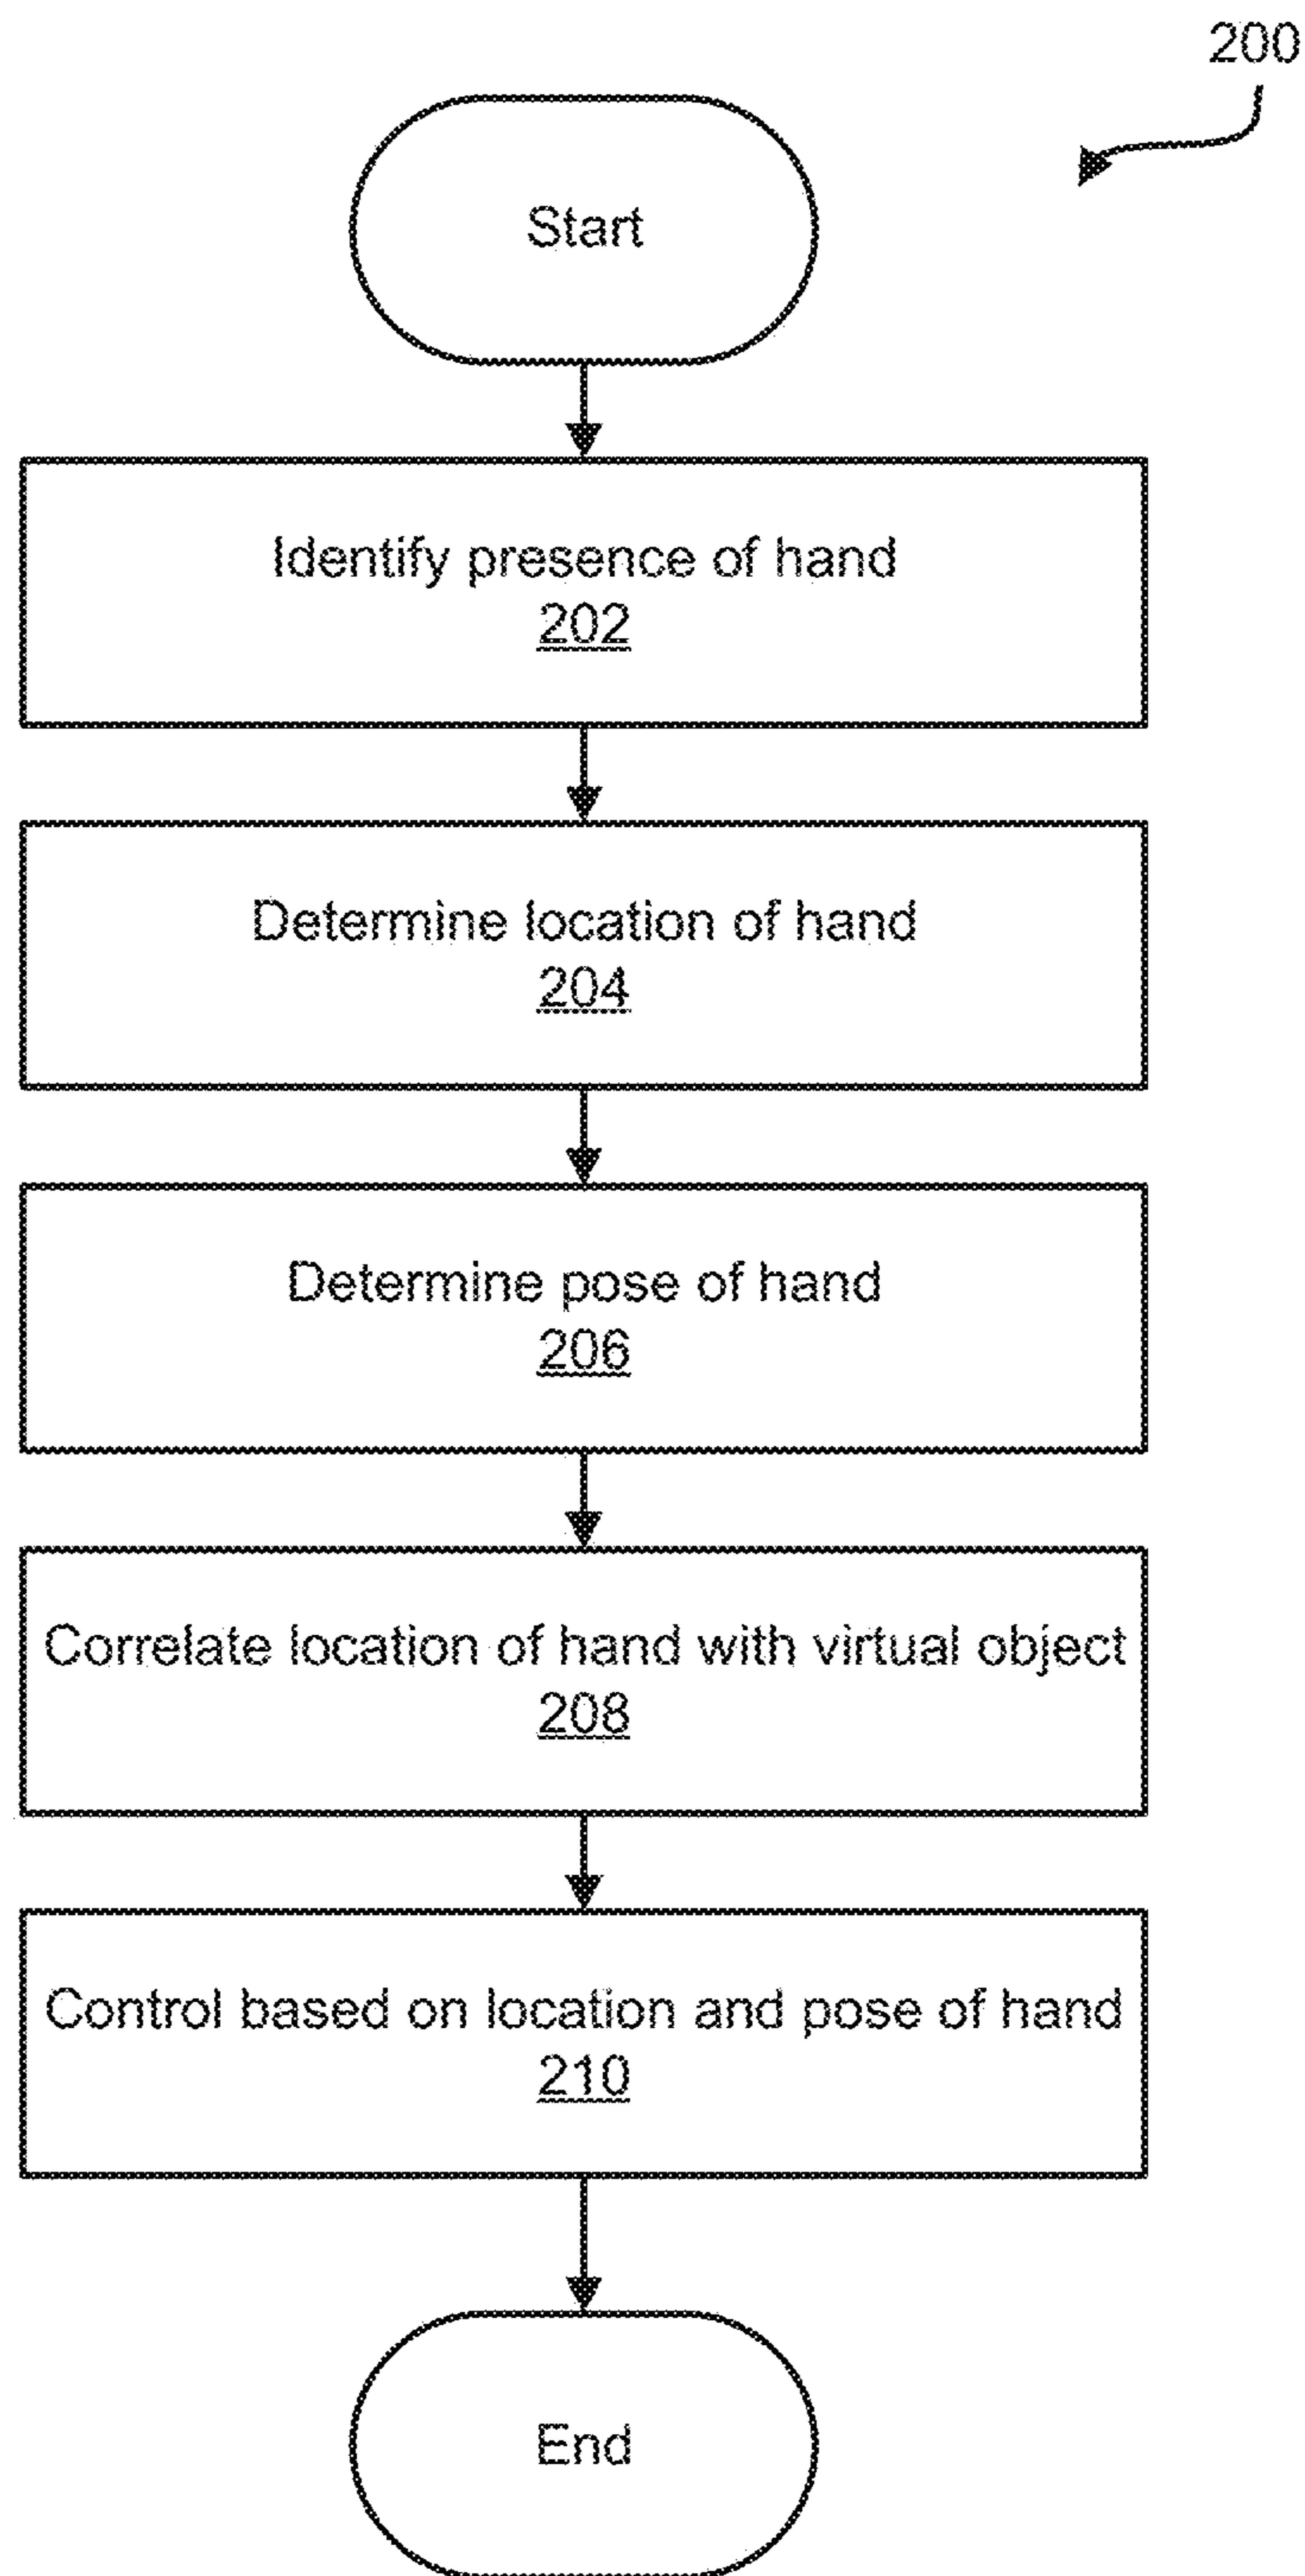 200
Start
Identify presence of hand
202
Determine location of hand
204
Determine pose of hand
206
Correlate location of hand with virtual object
208
Control based on location and pose of hand
210
End